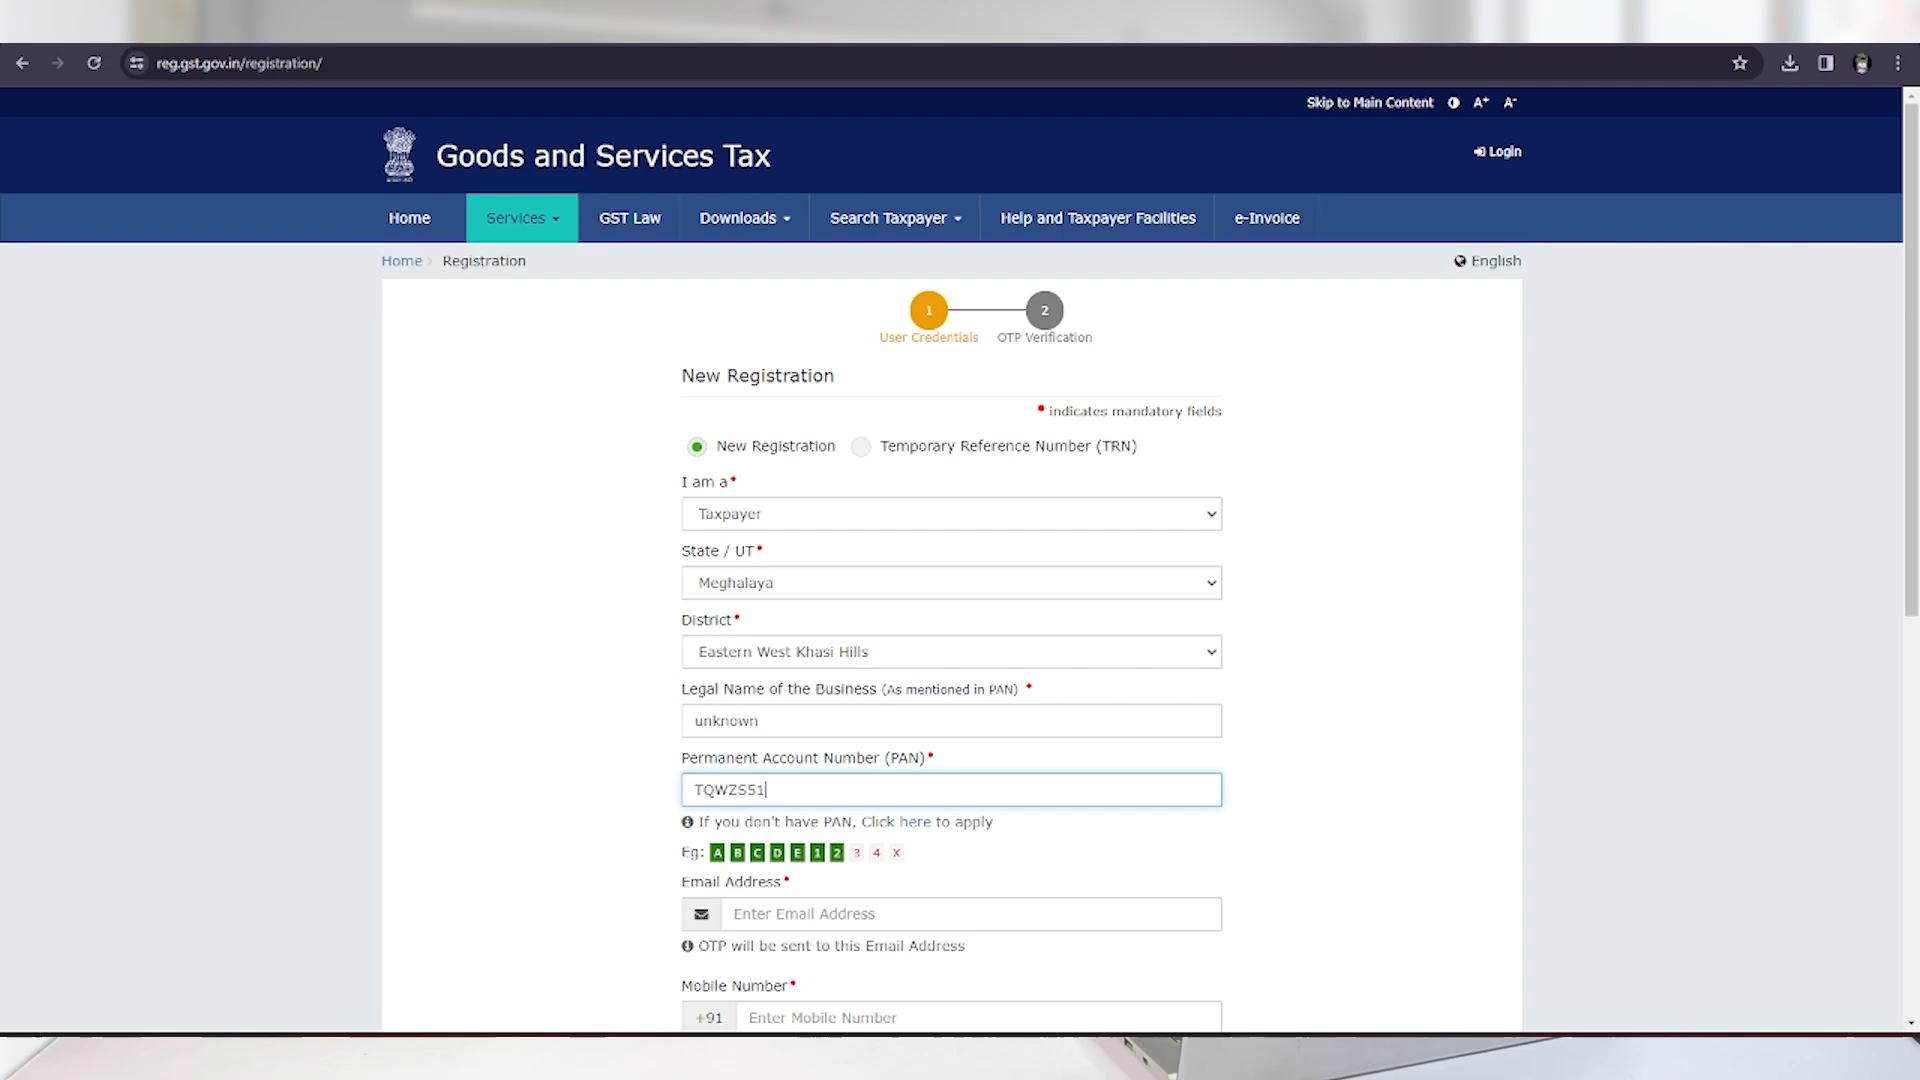 reg.gst.gov.in/registration/
Skip to Main Content A+ A-
Goods and Services Tax
Login
Home Services GST Law Downloads Search Taxpayer Help and Taxpayer Facilities e-Invoice
Home > Registration English
1 2
User Credentials OTP Verification
New Registration
• indicates mandatory fields
New Registration Temporary Reference Number (TRN)
I am a•
Taxpayer
State / UT•
Meghalaya
District•
Eastern West Khasi Hills
Legal Name of the Business (As mentioned in PAN) •
unknown
Permanent Account Number (PAN)•
TQWZS51
If you don't have PAN, Click here to apply
Eg: A B C D E 1 2 3 4 X
Email Address•
Enter Email Address
OTP will be sent to this Email Address
Mobile Number•
+91 Enter Mobile Number